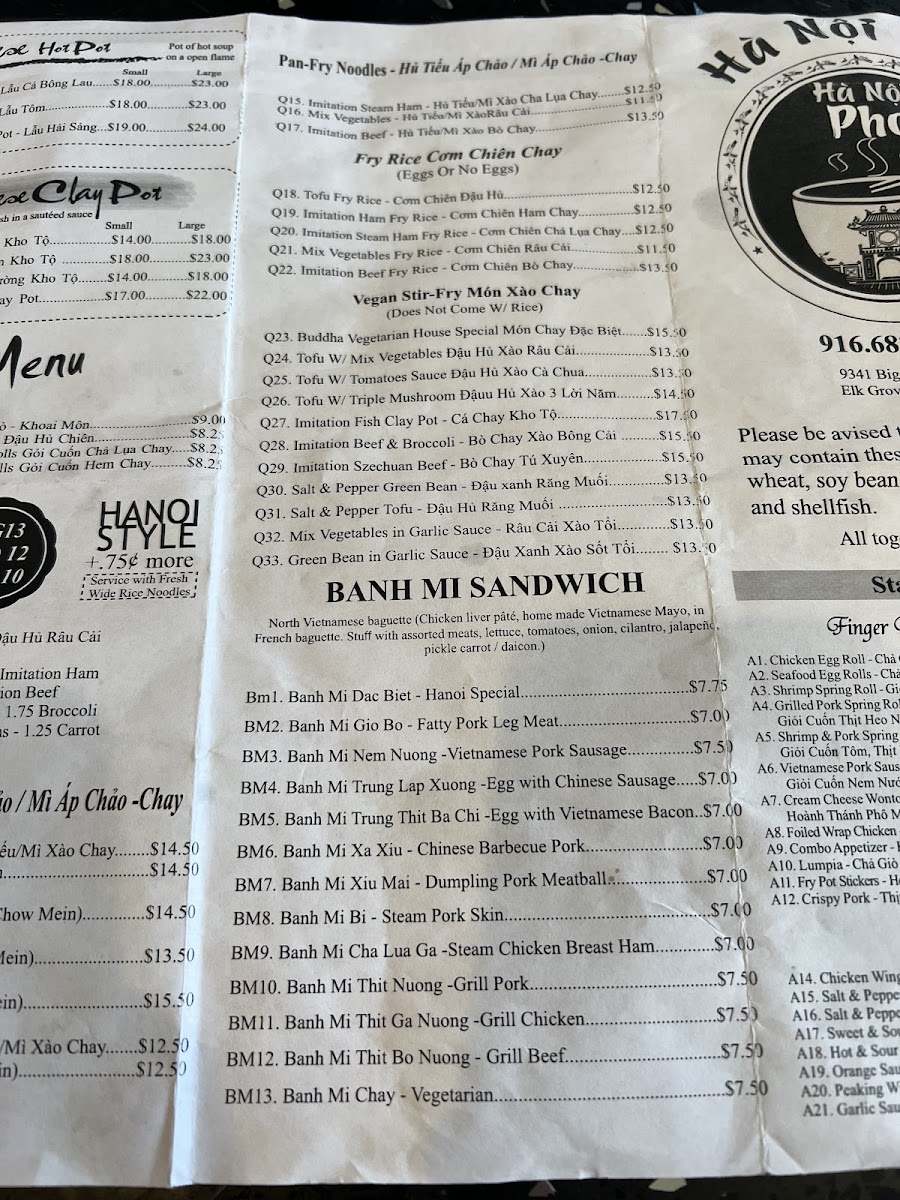 Hot Pot
Pot of hot soup
on a open flame
Small Large
Lẩu Cá Bông Lau......$18.00............$23.00
Lẩu Tôm..................$18.00............$23.00
Pot - Lẩu Hải Sảng...$19.00............$24.00
Clay Pot
in a sautéed sauce
Small Large
Kho Tộ................$14.00.........$18.00
Kho Tộ ...............$18.00.........$23.00
Kho Tộ.........$14.00.........$18.00
Pot...................$17.00.........$22.00
Menu
- Khoai Môn........................$9.00
Đậu Hủ Chiên.......................$8.2
Gỏi Cuốn Chả Lụa Chay.....$8.2
Gỏi Cuốn Hem Chay...........$8.2
13
12
10
HANOI
STYLE
+.75¢ more
Service with Fresh
Wide Rice Noodles
Đậu Hủ Râu Cải
Imitation Ham
Beef
1.75 Broccoli
- 1.25 Carrot
/ Mì Áp Chảo -Chay
/Mì Xào Chay........$14.50
$14.50
Chow Mein).............$14.50
$13.50
$15.50
/Mì Xào Chay.......$12.50
$12.50
Pan-Fry Noodles - Hủ Tiếu Áp Chảo / Mì Áp Chảo -Chay
Q15. Imitation Steam Ham - Hủ Tiếu/Mì Xào Cha Lụa Chay.......$12.50
Q16. Mix Vegetables - Hủ Tiếu/Mì XàoRâu Cải........................$11.50
Q17. Imitation Beef - Hủ Tiếu/Mì Xào Bò Chay........................$13.50
Fry Rice Cơm Chiên Chay
(Eggs Or No Eggs)
Q18. Tofu Fry Rice - Cơm Chiên Đậu Hủ............................$12.50
Q19. Imitation Ham Fry Rice - Cơm Chiên Ham Chay..............$12.50
Q20. Imitation Steam Ham Fry Rice - Cơm Chiên Chả Lụa Chay....$12.50
Q21. Mix Vegetables Fry Rice - Cơm Chiên Râu Cải................$11.50
Q22. Imitation Beef Fry Rice - Cơm Chiên Bò Chay................$13.50
Vegan Stir-Fry Món Xào Chay
(Does Not Come W/ Rice)
Q23. Buddha Vegetarian House Special Món Chay Đặc Biệt.......$15.50
Q24. Tofu W/ Mix Vegetables Đậu Hủ Xào Râu Cải....................$13.50
Q25. Tofu W/ Tomatoes Sauce Đậu Hủ Xào Cà Chua..................$13.50
Q26. Tofu W/ Triple Mushroom Đậuu Hủ Xào 3 Lời Năm..........$14.50
Q27. Imitation Fish Clay Pot - Cá Chay Kho Tộ..........................$17.50
Q28. Imitation Beef & Broccoli - Bò Chay Xào Bông Cải ..........$15.50
Q29. Imitation Szechuan Beef - Bò Chay Tú Xuyên....................$15.50
Q30. Salt & Pepper Green Bean - Đậu xanh Răng Muối..............$13.50
Q31. Salt & Pepper Tofu - Đậu Hủ Răng Muối ..........................$13.50
Q32. Mix Vegetables in Garlic Sauce - Râu Cải Xào Tổi..............$13.50
Q33. Green Bean in Garlic Sauce - Đậu Xanh Xào Sốt Tổi........ $13.50
BANH MI SANDWICH
North Vietnamese baguette (Chicken liver pâté, home made Vietnamese Mayo, in
French baguette. Stuff with assorted meats, lettuce, tomatoes, onion, cilantro, jalapeño,
pickle carrot / daicon.)
Bm1. Banh Mi Dac Biet - Hanoi Special.....................................$7.75
BM2. Banh Mi Gio Bo - Fatty Pork Leg Meat............................$7.00
BM3. Banh Mi Nem Nuong -Vietnamese Pork Sausage..............$7.50
BM4. Banh Mi Trung Lap Xuong -Egg with Chinese Sausage.....$7.00
BM5. Banh Mi Trung Thit Ba Chi -Egg with Vietnamese Bacon..$7.00
BM6. Banh Mi Xa Xiu - Chinese Barbecue Pork.........................$7.00
BM7. Banh Mi Xiu Mai - Dumpling Pork Meatball.....................$7.00
BM8. Banh Mi Bi - Steam Pork Skin...........................................$7.00
BM9. Banh Mi Cha Lua Ga -Steam Chicken Breast Ham............$7.00
BM10. Banh Mi Thit Nuong -Grill Pork......................................$7.50
BM11. Banh Mi Thit Ga Nuong -Grill Chicken...........................$7.50
BM12. Banh Mi Thit Bo Nuong - Grill Beef................................$7.50
BM13. Banh Mi Chay - Vegetarian...............................................$7.50
Hà Nội
Hà Nộ
Pho
916.68
9341 Big
Elk Grov
Please be avised
may contain
wheat, soy bean
and shellfish.
All
Finger
A1. Chicken Egg Roll - Chả
A2. Seafood Egg Rolls - Chả
A3. Shrimp Spring Roll -
A4. Grilled Pork Spring
Giỏi Cuốn Thịt Heo
A5. Shrimp & Pork Spring
Giỏi Cuốn Tôm, Thịt
A6. Vietnamese Pork
Giỏi Cuốn Nem
A7. Cream Cheese
Hoành Thánh Phô
A8. Foiled Wrap Chicken
A9. Combo Appetizer -
A10. Lumpia - Chả Giò
A11. Fry Pot Stickers -
A12. Crispy Pork -
A14. Chicken
A15. Salt &
A16. Salt &
A17. Sweet &
A18. Hot & Sour
A19. Orange
A20. Peaking
A21. Garlic